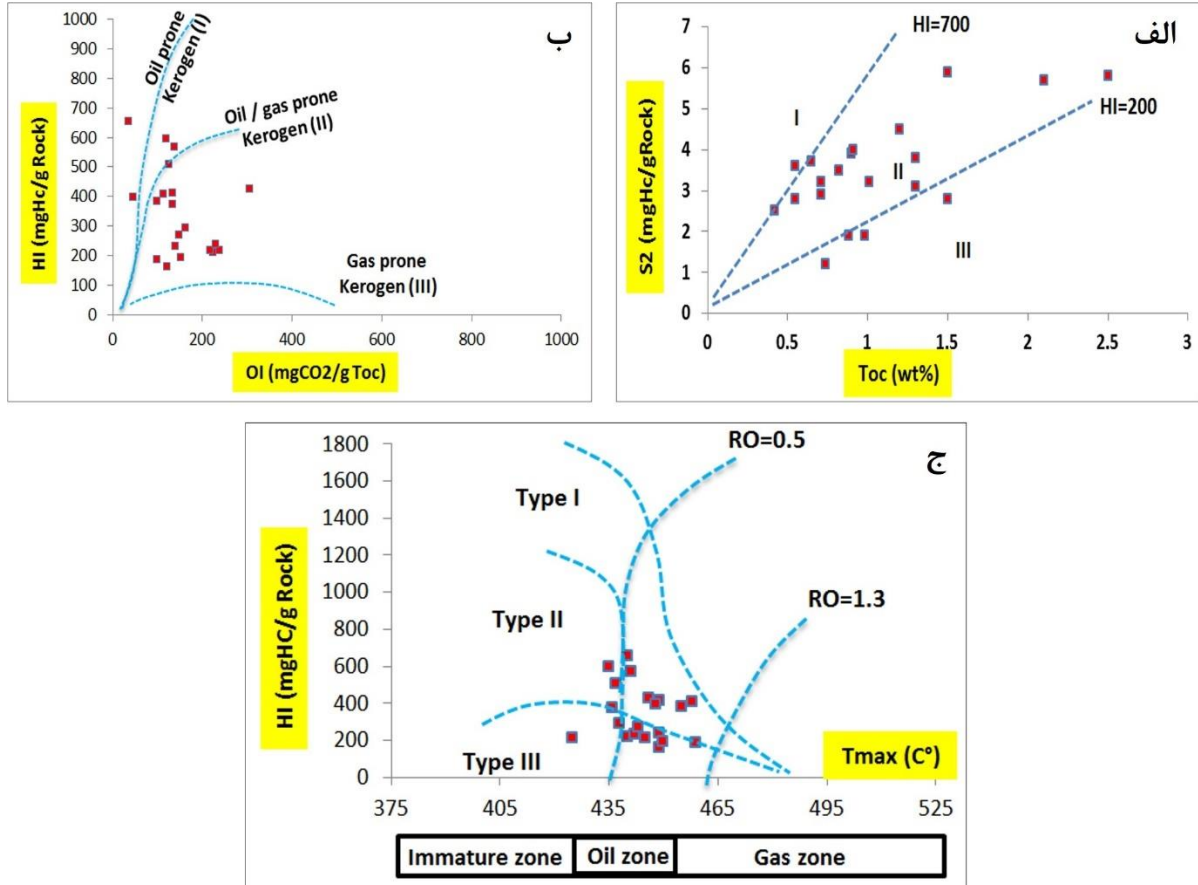 ب
1000
900
800
700
600
500
400
300
200
100
0
HI (mgHc/g Rock)
Oil prone
Kerogen (I)
Oil / gas prone
Kerogen (II)
Gas prone
Kerogen (III)
0 200 400 600 800 1000
OI (mgCO2/g Toc)
الف
7
6
5
4
3
2
1
0
S2 (mgHc/gRock)
HI=700
HI=200
I
II
III
0 0.5 1 1.5 2 2.5 3
Toc (wt%)
ج
1800
1600
1400
1200
1000
800
600
400
200
0
HI (mgHC/g Rock)
RO=0.5
Type I
RO=1.3
Type II
Type III
Tmax (C°)
375 405 435 465 495 525
Immature zone Oil zone Gas zone